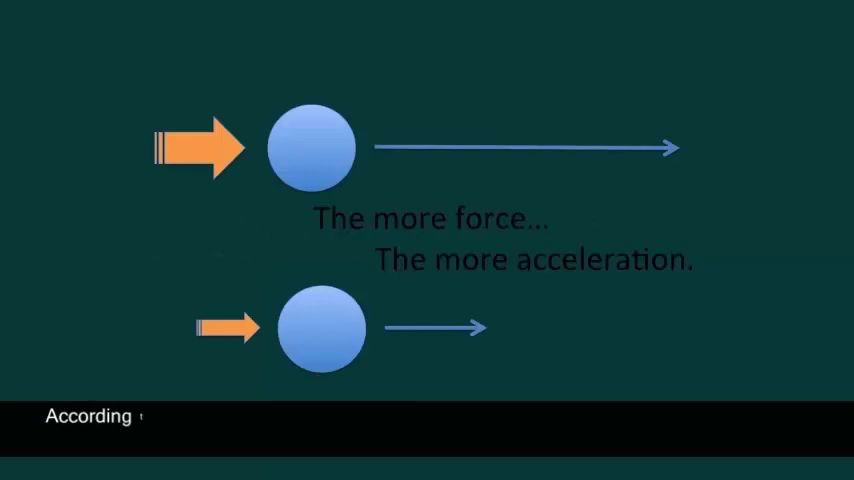 The more force...
The more acceleration.
According t